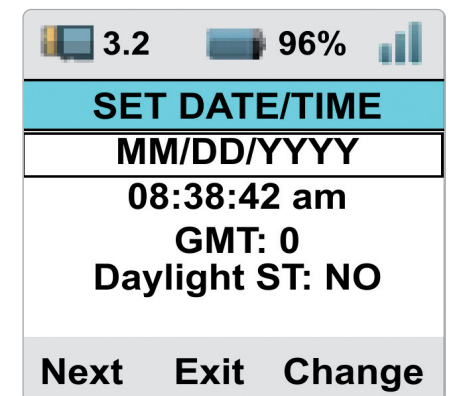 3.2 96%
SET DATE/TIME
MM/DD/YYYY
08:38:42 am
GMT: 0
Daylight ST: NO
Next Exit Change